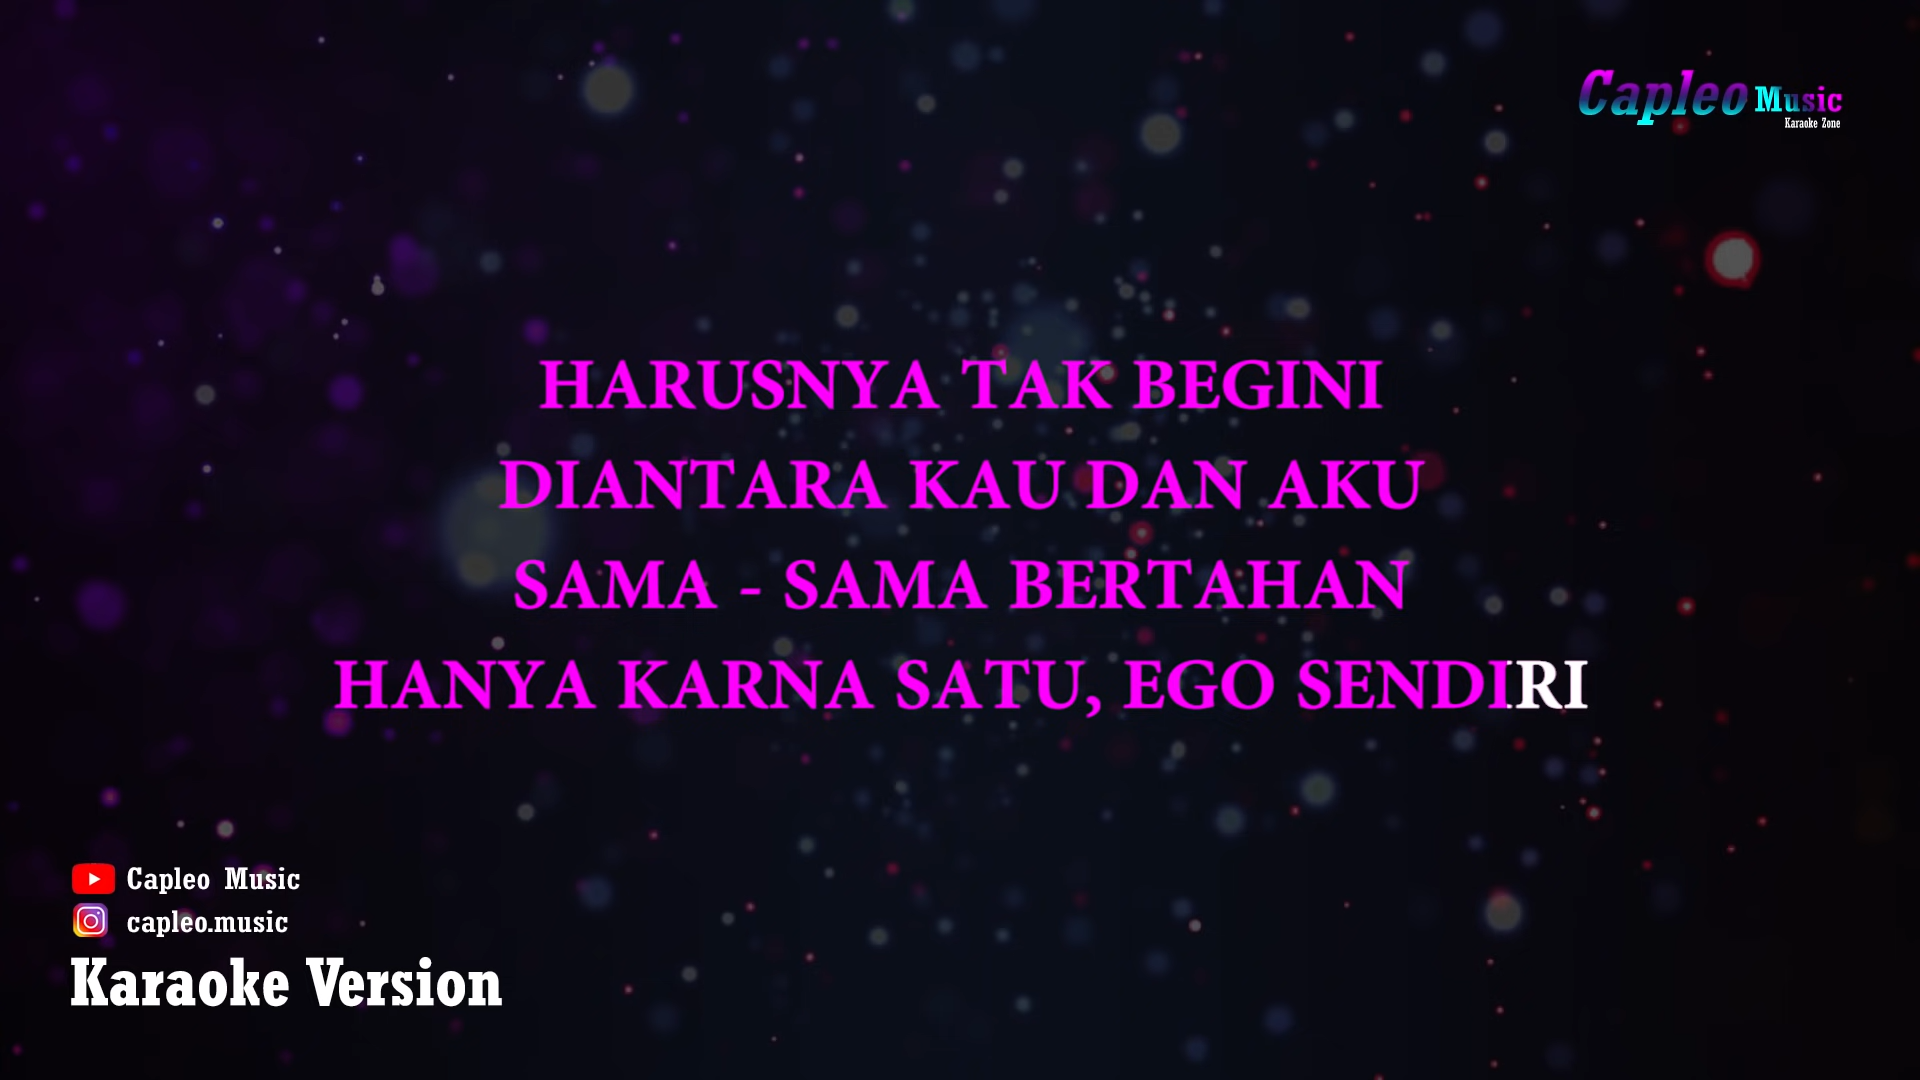 Capleo Music
Karaoke Zone
HARUSNYA TAK BEGINI
DIANTARA KAU DAN AKU
SAMA - SAMA BERTAHAN
HANYA KARNA SATU, EGO SENDIRI
Capleo Music
capleo.music
Karaoke Version